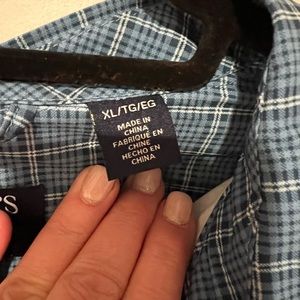 XL/TG/EG
MADE IN
CHINA
FABRIQUÉ EN
CHINE
HECHO EN
CHINA